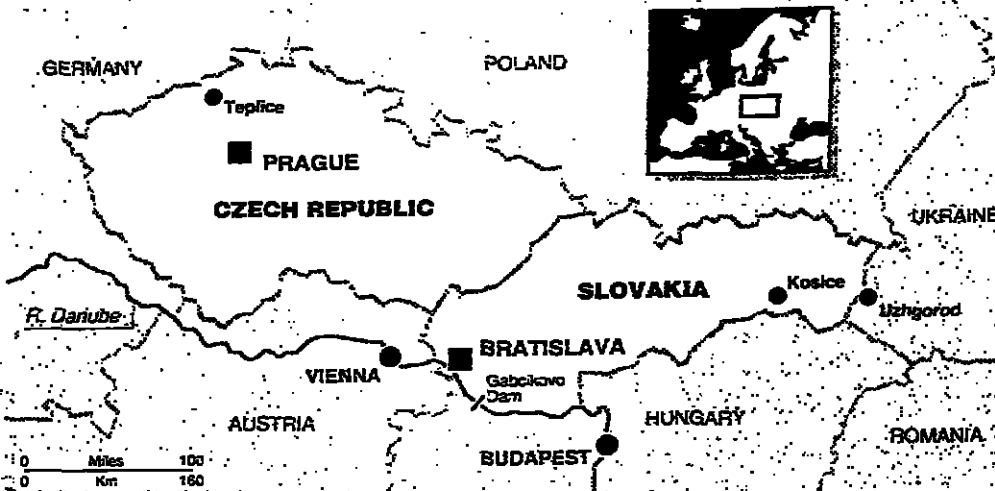 GERMANY
POLAND
Teplice
PRAGUE
CZECH REPUBLIC
UKRAINE
R. Danube
SLOVAKIA
Kosice
Uzhgorod
BRATISLAVA
VIENNA
Gabcikovo
Dam
AUSTRIA
HUNGARY
ROMANIA
BUDAPEST
0 Miles 100
0 Km 160